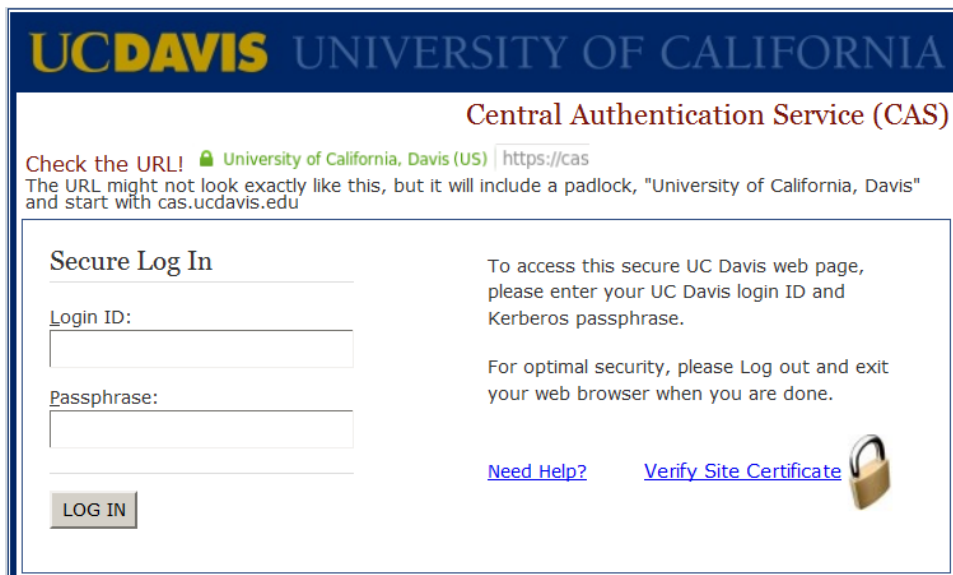 UCDAVIS UNIVERSITY OF CALIFORNIA
Central Authentication Service (CAS)
Check the URL! University of California, Davis (US) https://cas
The URL might not look exactly like this, but it will include a padlock, "University of California, Davis"
and start with cas.ucdavis.edu
Secure Log In
Login ID:
Passphrase:
LOG IN
To access this secure UC Davis web page,
please enter your UC Davis login ID and
Kerberos passphrase.
For optimal security, please Log out and exit
your web browser when you are done.
Need Help? Verify Site Certificate